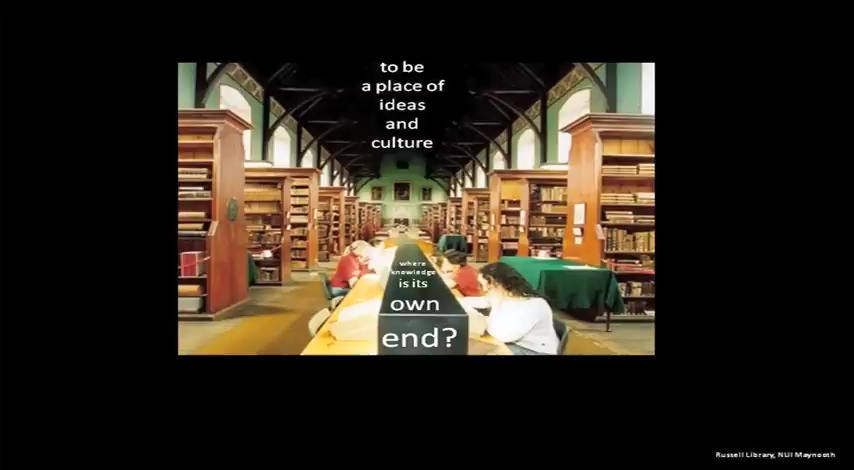 to be
a place of
ideas
and
culture
where
knowledge
is its
own
end?
Russell Library, NUI Maynooth